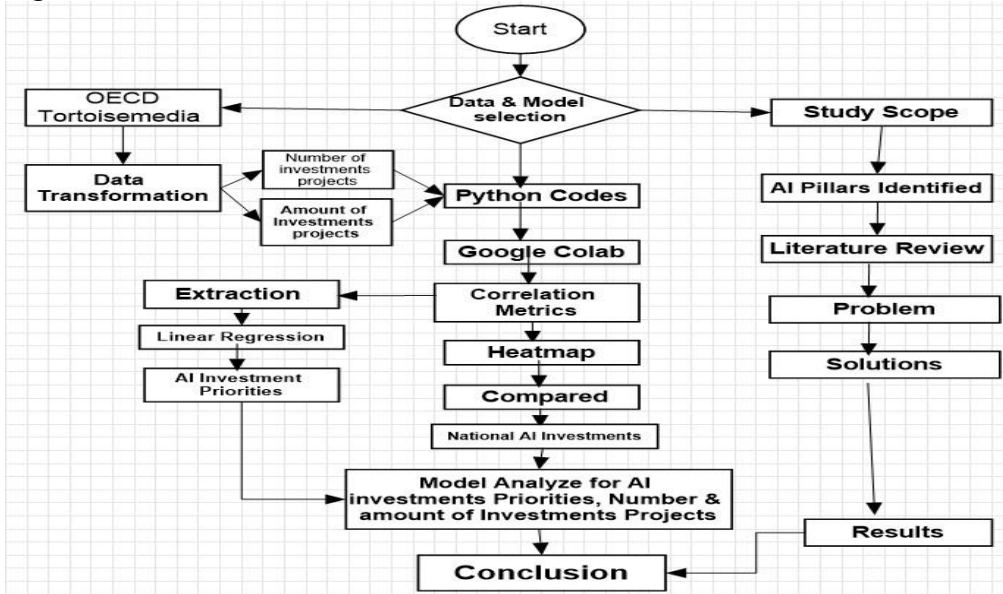 Start
Data & Model
selection
OECD
Tortoisemedia
Data
Transformation
Number of
investments
projects
Amount of
Investments
projects
Python Codes
Google Colab
Correlation
Metrics
Extraction
Linear Regression
AI Investment
Priorities
Heatmap
Compared
National AI Investments
Model Analyze for AI
investments Priorities, Number &
amount of Investments Projects
Study Scope
AI Pillars Identified
Literature Review
Problem
Solutions
Results
Conclusion